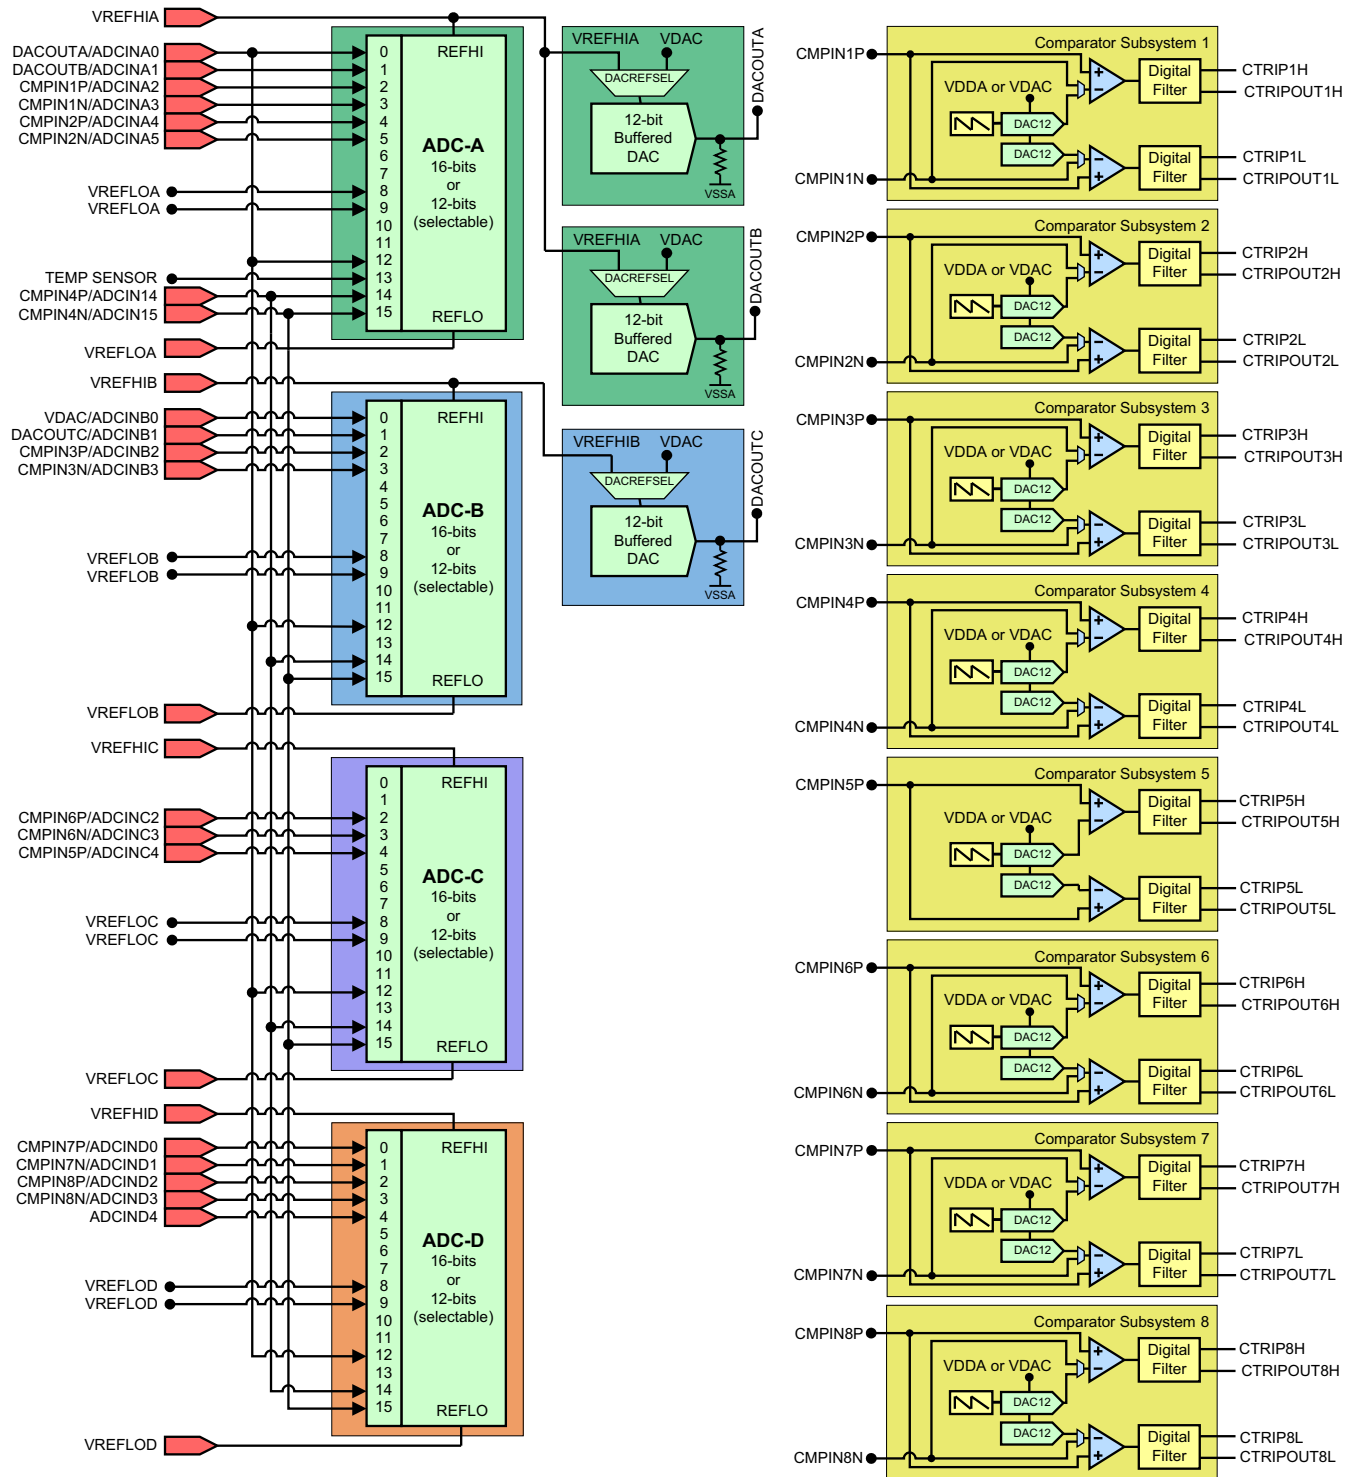 VREFHIA
DACOUTA/ADCINA0
DACOUTB/ADCINA1
CMPIN1P/ADCINA2
CMPIN1N/ADCINA3
CMPIN2P/ADCINA4
CMPIN2N/ADCINA5
VREFLOA
VREFLOA
TEMP SENSOR
CMPIN4P/ADCIN14
CMPIN4N/ADCIN15
VREFLOA
0
1
2
3
4
5
6
7
8
9
10
11
12
13
14
15
REFHI
ADC-A
16-bits
or
12-bits
(selectable)
REFLO
VREFHIB
VDAC/ADCINB0
DACOUTC/ADCINB1
CMPIN3P/ADCINB2
CMPIN3N/ADCINB3
VREFLOB
VREFLOB
VREFLOB
0
1
2
3
4
5
6
7
8
9
10
11
12
13
14
15
REFHI
ADC-B
16-bits
or
12-bits
(selectable)
REFLO
VREFHIC
CMPIN6P/ADCINC2
CMPIN6N/ADCINC3
CMPIN5P/ADCINC4
VREFLOC
VREFLOC
VREFLOC
0
1
2
3
4
5
6
7
8
9
10
11
12
13
14
15
REFHI
ADC-C
16-bits
or
12-bits
(selectable)
REFLO
VREFHID
CMPIN7P/ADCIND0
CMPIN7N/ADCIND1
CMPIN8P/ADCIND2
CMPIN8N/ADCIND3
ADCIND4
VREFLOD
VREFLOD
VREFLOD
0
1
2
3
4
5
6
7
8
9
10
11
12
13
14
15
REFHI
ADC-D
16-bits
or
12-bits
(selectable)
REFLO
VREFHIA
VDAC
DACREFSEL
12-bit
Buffered
DAC
VSSA
DACOUTA
VREFHIA
VDAC
DACREFSEL
12-bit
Buffered
DAC
VSSA
DACOUTB
VREFHIB
VDAC
DACREFSEL
12-bit
Buffered
DAC
VSSA
DACOUTC
Comparator Subsystem 1
CMPIN1P
VDDA or VDAC
DAC12
DAC12
CMPIN1N
+
−
−
+
Digital
Filter
Digital
Filter
CTRIP1H
CTRIPOUT1H
CTRIP1L
CTRIPOUT1L
Comparator Subsystem 2
CMPIN2P
VDDA or VDAC
DAC12
DAC12
CMPIN2N
+
−
−
+
Digital
Filter
Digital
Filter
CTRIP2H
CTRIPOUT2H
CTRIP2L
CTRIPOUT2L
Comparator Subsystem 3
CMPIN3P
VDDA or VDAC
DAC12
DAC12
CMPIN3N
+
−
−
+
Digital
Filter
Digital
Filter
CTRIP3H
CTRIPOUT3H
CTRIP3L
CTRIPOUT3L
Comparator Subsystem 4
CMPIN4P
VDDA or VDAC
DAC12
DAC12
CMPIN4N
+
−
−
+
Digital
Filter
Digital
Filter
CTRIP4H
CTRIPOUT4H
CTRIP4L
CTRIPOUT4L
Comparator Subsystem 5
CMPIN5P
VDDA or VDAC
DAC12
DAC12
+
−
−
+
Digital
Filter
Digital
Filter
CTRIP5H
CTRIPOUT5H
CTRIP5L
CTRIPOUT5L
Comparator Subsystem 6
CMPIN6P
VDDA or VDAC
DAC12
DAC12
CMPIN6N
+
−
−
+
Digital
Filter
Digital
Filter
CTRIP6H
CTRIPOUT6H
CTRIP6L
CTRIPOUT6L
Comparator Subsystem 7
CMPIN7P
VDDA or VDAC
DAC12
DAC12
CMPIN7N
+
−
−
+
Digital
Filter
Digital
Filter
CTRIP7H
CTRIPOUT7H
CTRIP7L
CTRIPOUT7L
Comparator Subsystem 8
CMPIN8P
VDDA or VDAC
DAC12
DAC12
CMPIN8N
+
−
−
+
Digital
Filter
Digital
Filter
CTRIP8H
CTRIPOUT8H
CTRIP8L
CTRIPOUT8L